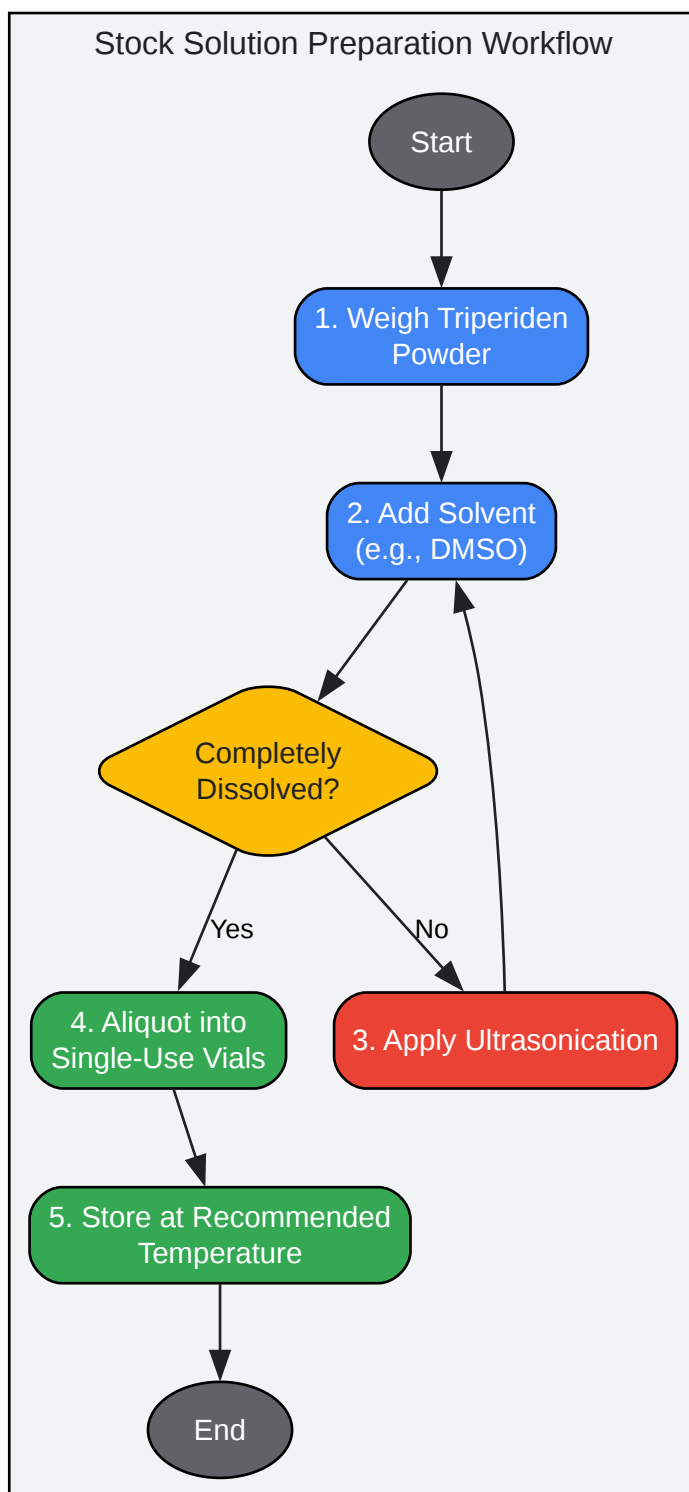 Stock Solution Preparation Workflow
Start
1. Weigh Triperiden
Powder
2. Add Solvent
(e.g., DMSO)
Completely
Dissolved?
Yes
No
4. Aliquot into
Single-Use Vials
3. Apply Ultrasonication
5. Store at Recommended
Temperature
End